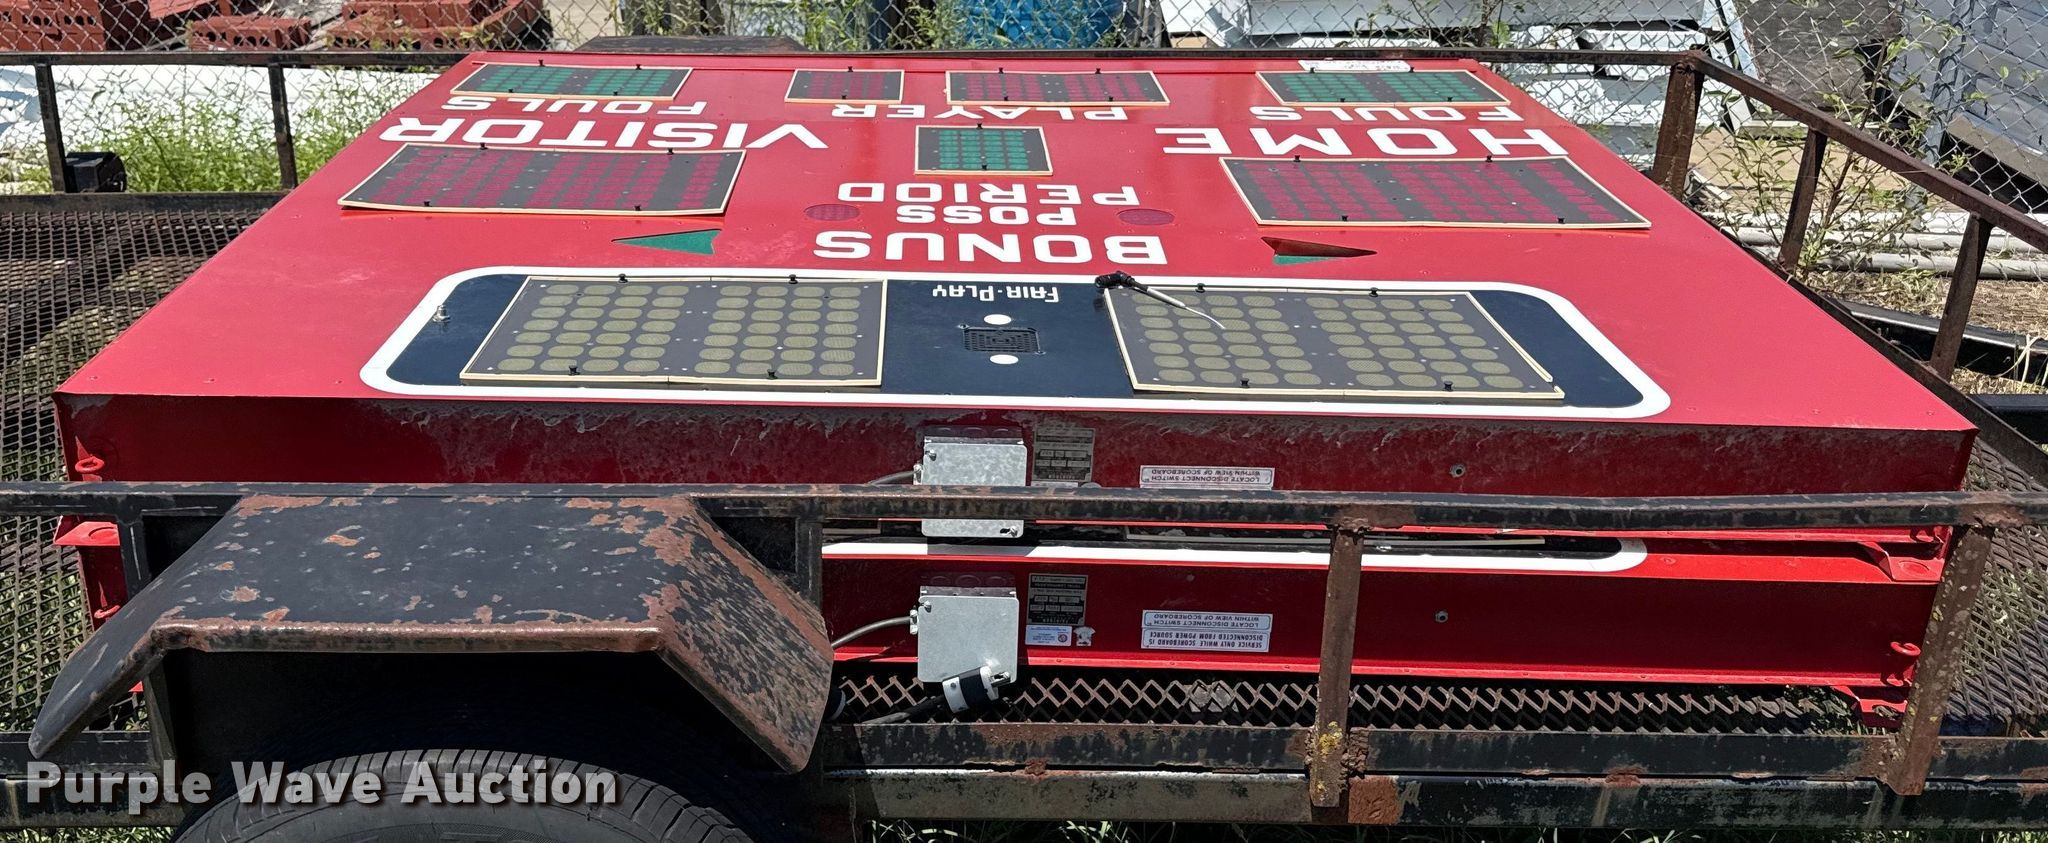 FAIR-PLAY
BONUS
POSS
PERIOD
HOME
VISITOR
FOULS
PLAYER
FOULS
LOCATE DISCONNECT SWITCH
WITHIN VIEW OF SCOREBOARD
SERVICE ONLY WHILE SCOREBOARD IS
DISCONNECTED FROM POWER SOURCE
LOCATE DISCONNECT SWITCH
WITHIN VIEW OF SCOREBOARD
Purple Wave Auction